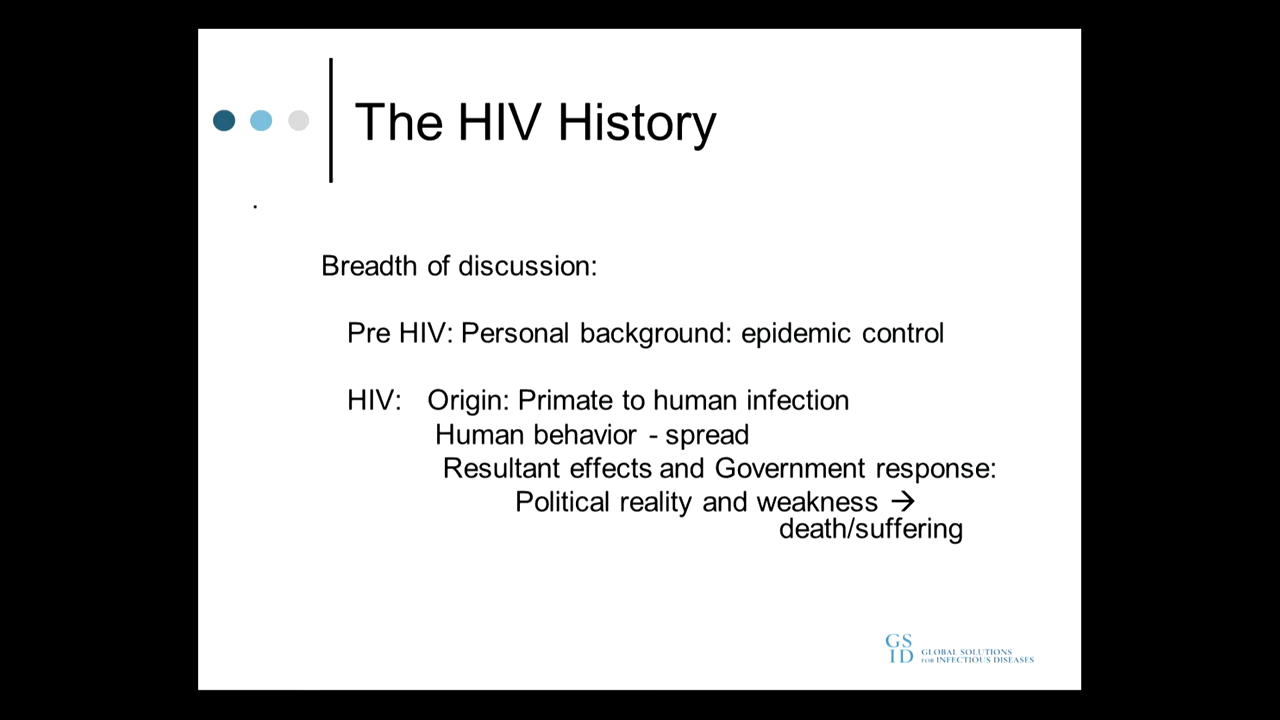 The HIV History
.
Breadth of discussion:
Pre HIV: Personal background: epidemic control
HIV: Origin: Primate to human infection
Human behavior - spread
Resultant effects and Government response:
Political reality and weakness →
death/suffering
GS
ID
GLOBAL SOLUTIONS
FOR INFECTIOUS DISEASES